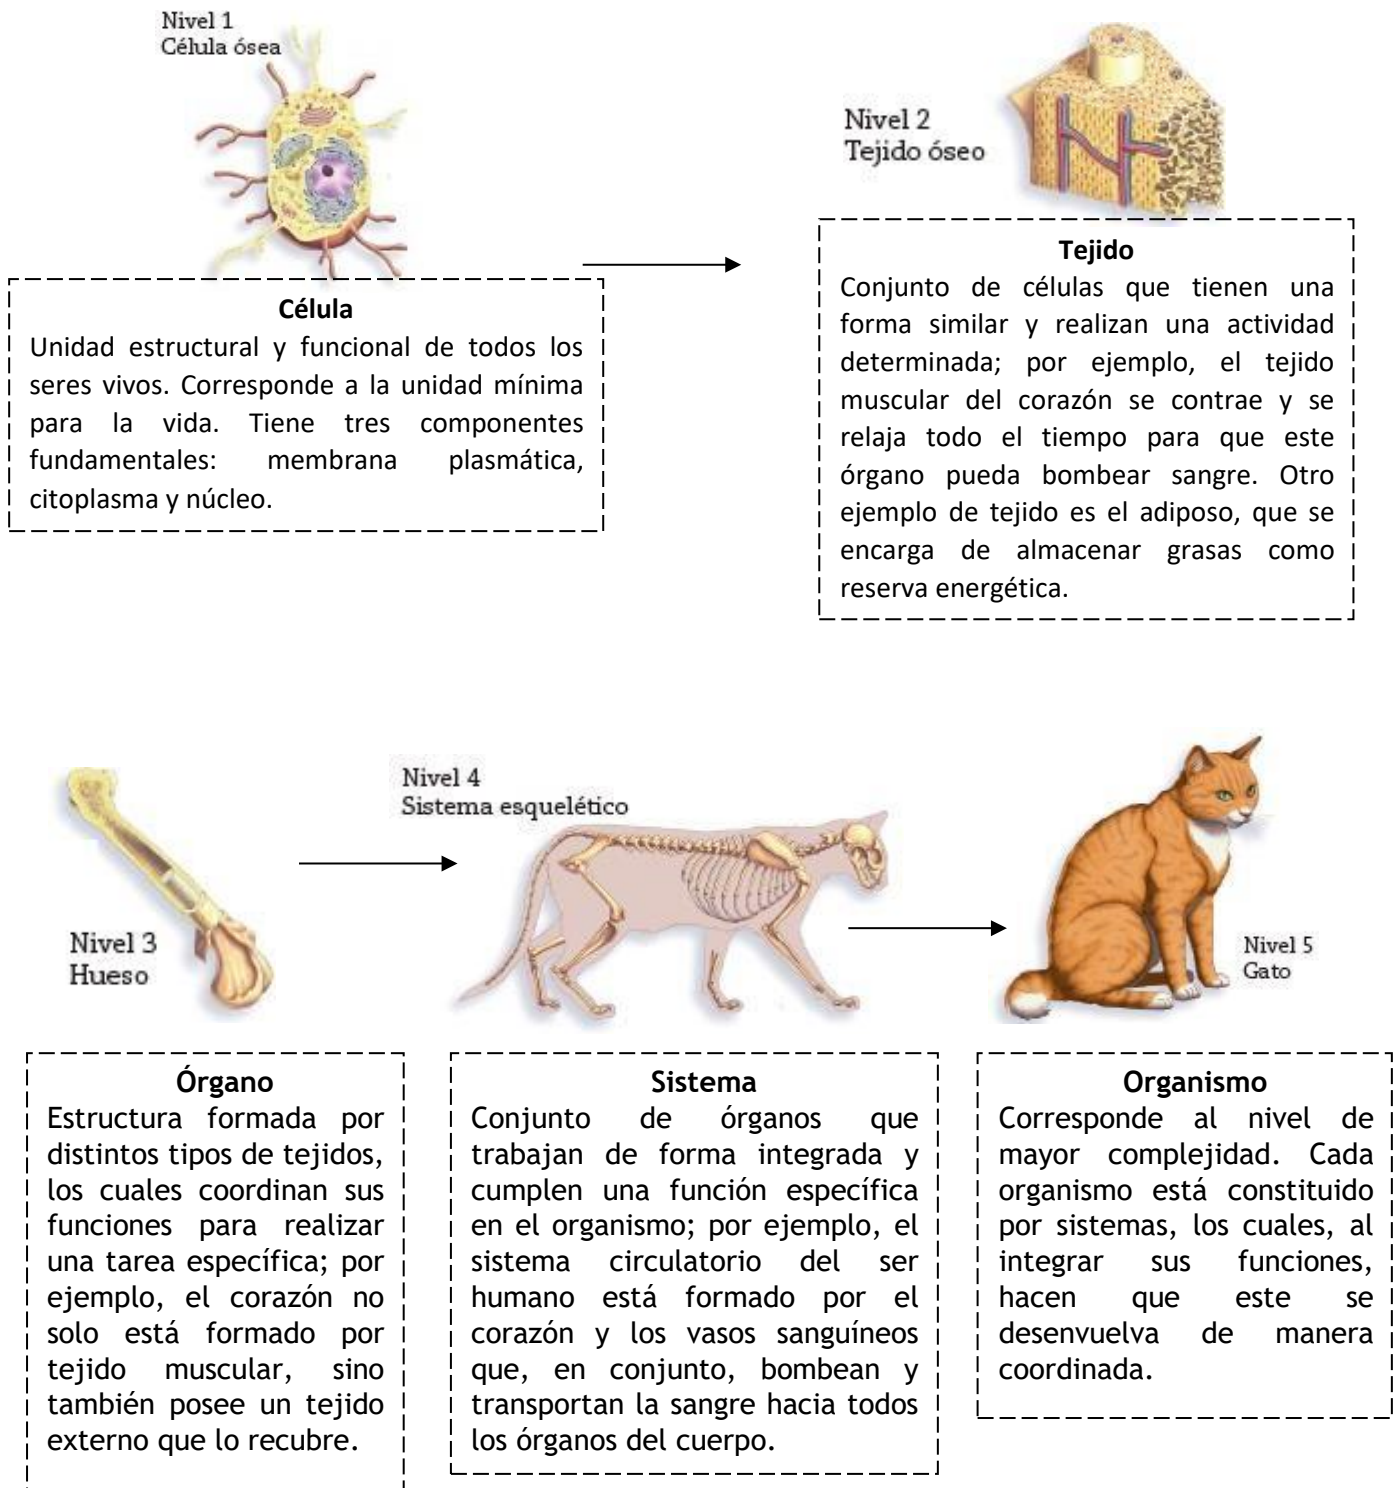 Nivel 1
Célula ósea
Nivel 2
Tejido óseo
Célula
Unidad estructural y funcional de todos los
seres vivos. Corresponde a la unidad mínima
para la vida. Tiene tres componentes
fundamentales: membrana plasmática,
citoplasma y núcleo.
Tejido
Conjunto de células que tienen una
forma similar y realizan una actividad
determinada; por ejemplo, el tejido
muscular del corazón se contrae y se
relaja todo el tiempo para que este
órgano pueda bombear sangre. Otro
ejemplo de tejido es el adiposo, que se
encarga de almacenar grasas como
reserva energética.
Nivel 3
Hueso
Nivel 4
Sistema esquelético
Nivel 5
Gato
Órgano
Estructura formada por
distintos tipos de tejidos,
los cuales coordinan sus
funciones para realizar
una tarea específica; por
ejemplo, el corazón no
solo está formado por
tejido muscular, sino
también posee un tejido
externo que lo recubre.
Sistema
Conjunto de órganos que
trabajan de forma integrada y
cumplen una función específica
en el organismo; por ejemplo, el
sistema circulatorio del ser
humano está formado por el
corazón y los vasos sanguíneos
que, en conjunto, bombean y
transportan la sangre hacia todos
los órganos del cuerpo.
Organismo
Corresponde al nivel de
mayor complejidad. Cada
organismo está constituido
por sistemas, los cuales, al
integrar sus funciones,
hacen que este se
desenvuelva de manera
coordinada.